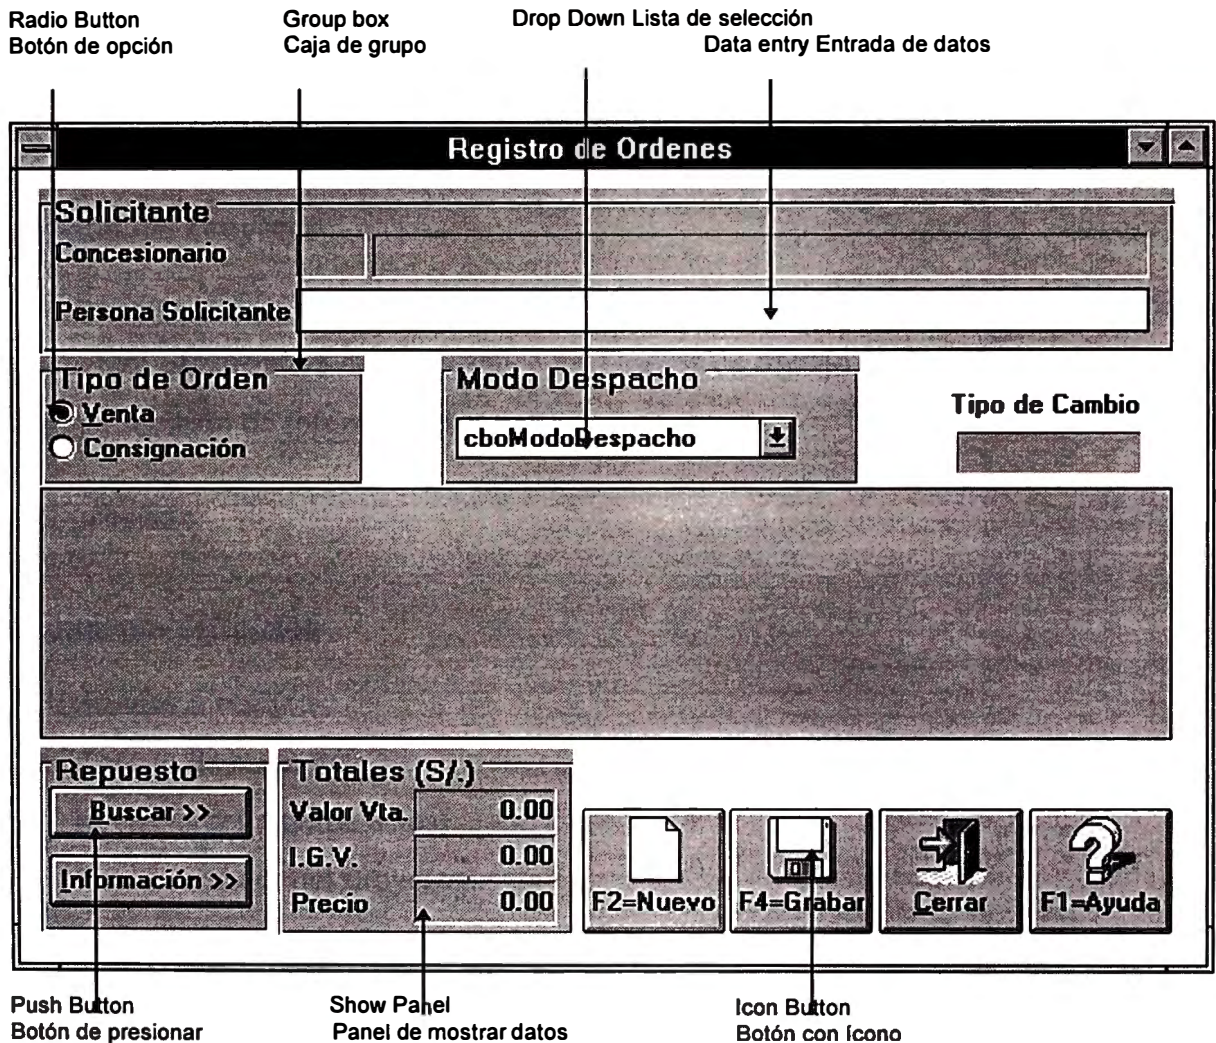 Radio Button
Botón de opción
Group box
Caja de grupo
Drop Down Lista de selección
Data entry Entrada de datos
Registro de Ordenes
Solicitante
Concesionario
Persona Solicitante
Tipo de Orden
Venta
Consignación
Modo Despacho
cboModoDespacho
Tipo de Cambio
Repuesto
Buscar >>
Información >>
Totales (S/.)
Valor Vta. 0.00
I.G.V. 0.00
Precio 0.00
F2=Nuevo
F4=Grabar
Cerrar
F1=Ayuda
Push Button
Botón de presionar
Show Panel
Panel de mostrar datos
Icon Button
Botón con ícono